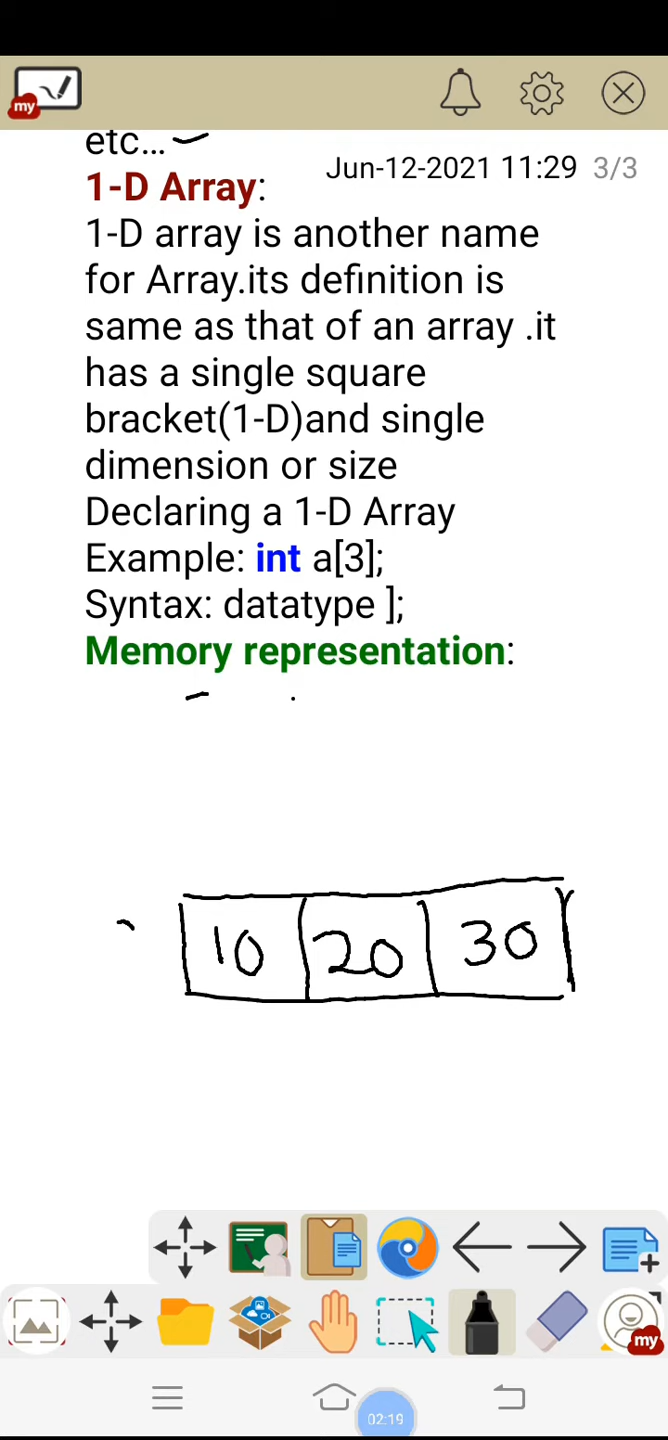 my
etc...
Jun-12-2021 11:29 3/3
1-D Array:
1-D array is another name
for Array.its definition is
same as that of an array .it
has a single square
bracket(1-D)and single
dimension or size
Declaring a 1-D Array
Example: int a[3];
Syntax: datatype ];
Memory representation:
10 20 30
my
02:19